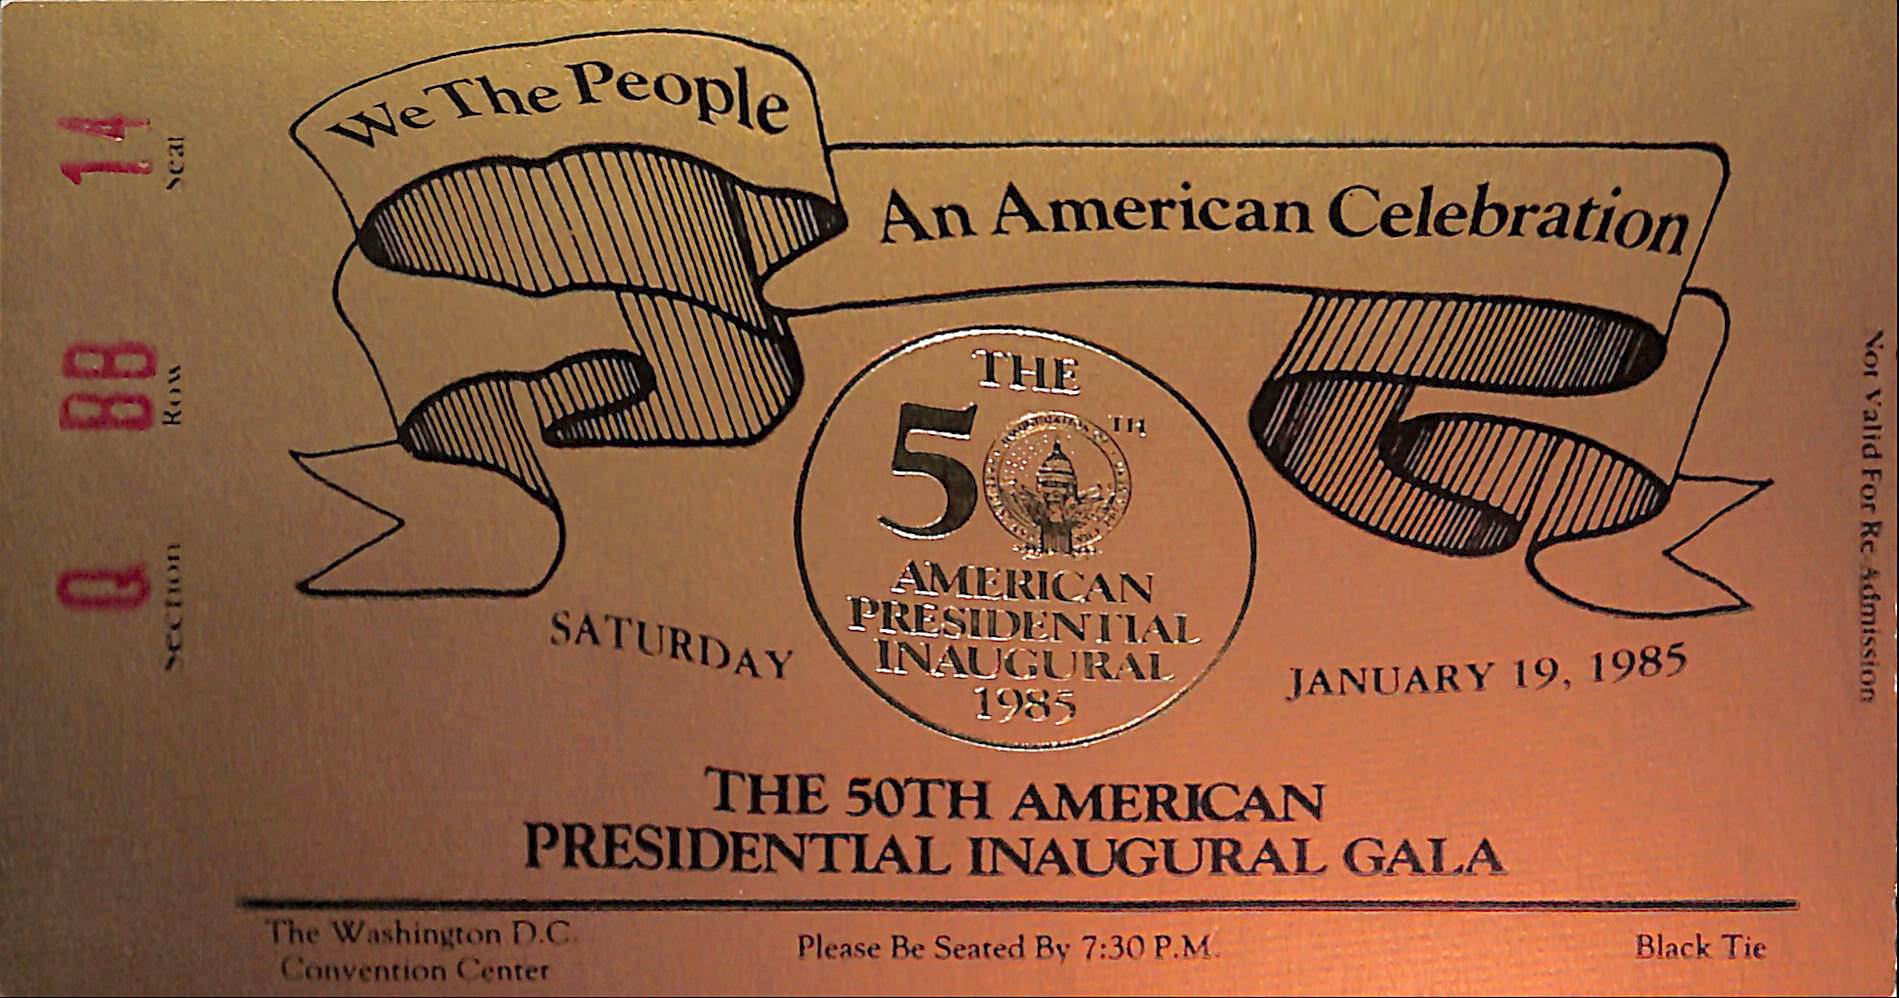 We The People
An American Celebration
14
Seat
BB
Row
Q
Section
THE
50TH
AMERICAN
PRESIDENTIAL
INAUGURAL
1985
SATURDAY
JANUARY 19, 1985
THE 50TH AMERICAN
PRESIDENTIAL INAUGURAL GALA
The Washington D.C.
Convention Center
Please Be Seated By 7:30 P.M.
Black Tie
Not Valid For Re-Admission